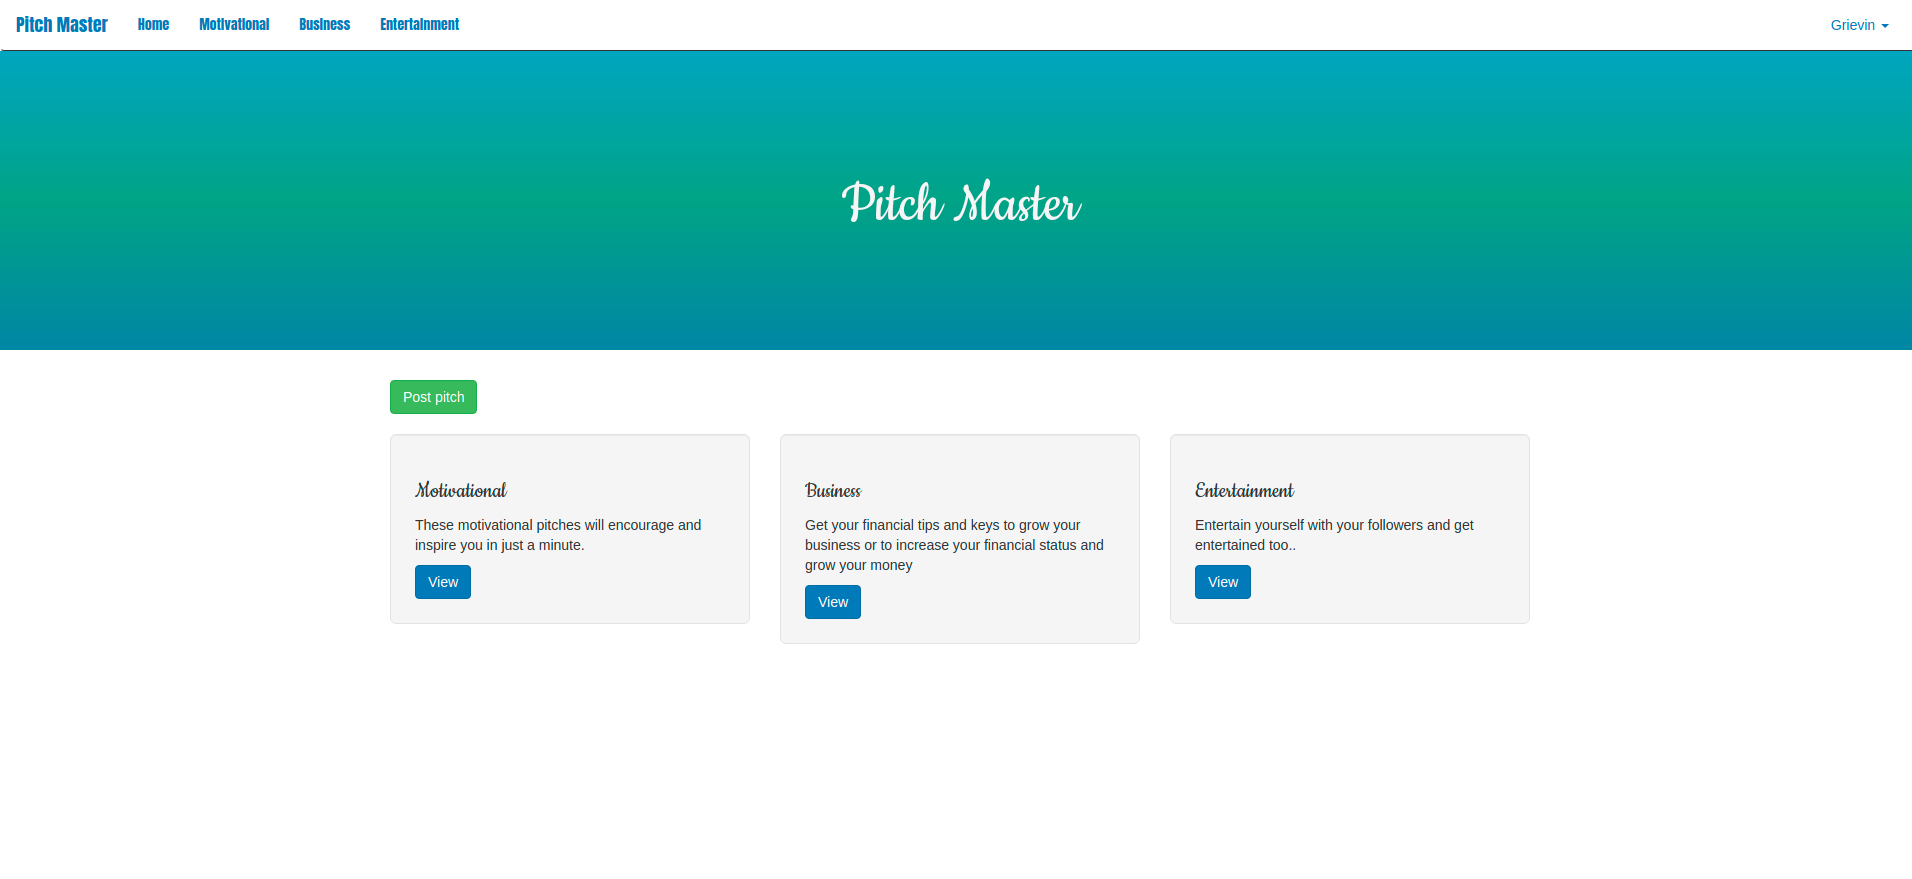 Pitch Master Home Motivational Business Entertainment Grievin
Pitch Master
Post pitch
Motivational
These motivational pitches will encourage and
inspire you in just a minute.
View
Business
Get your financial tips and keys to grow your
business or to increase your financial status and
grow your money
View
Entertainment
Entertain yourself with your followers and get
entertained too..
View